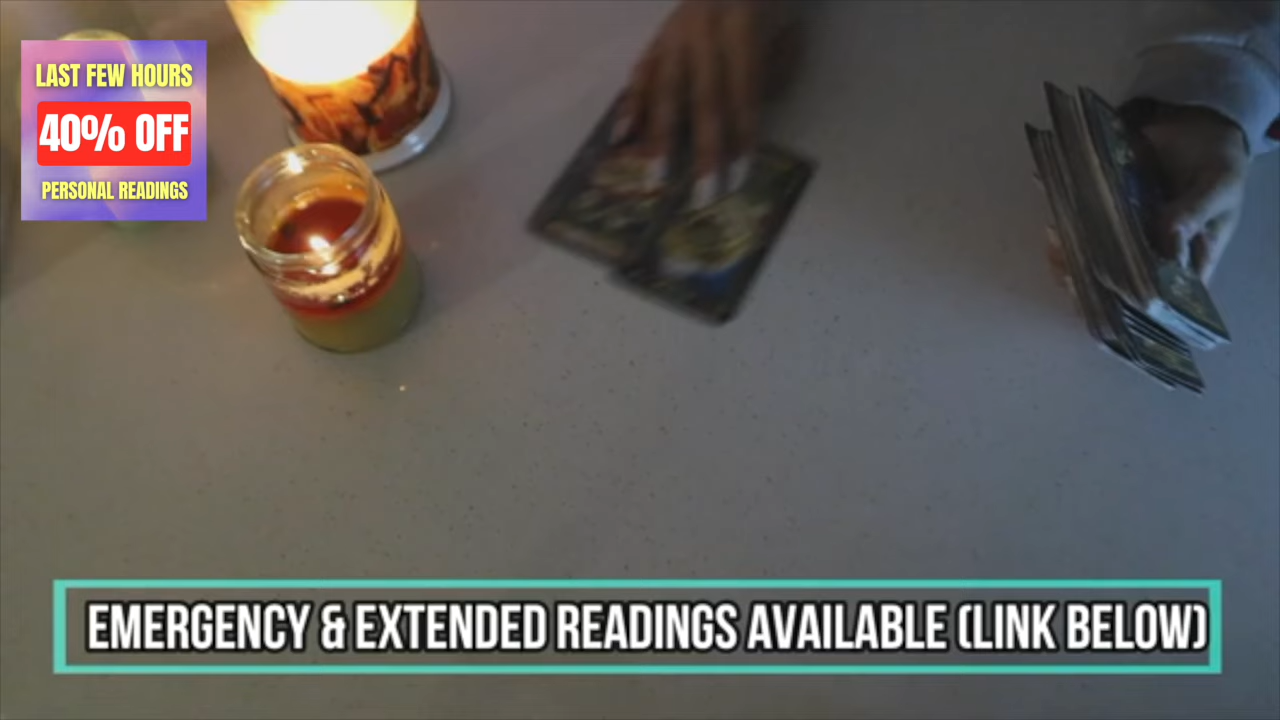 LAST FEW HOURS
40% OFF
PERSONAL READINGS
EMERGENCY & EXTENDED READINGS AVAILABLE (LINK BELOW)